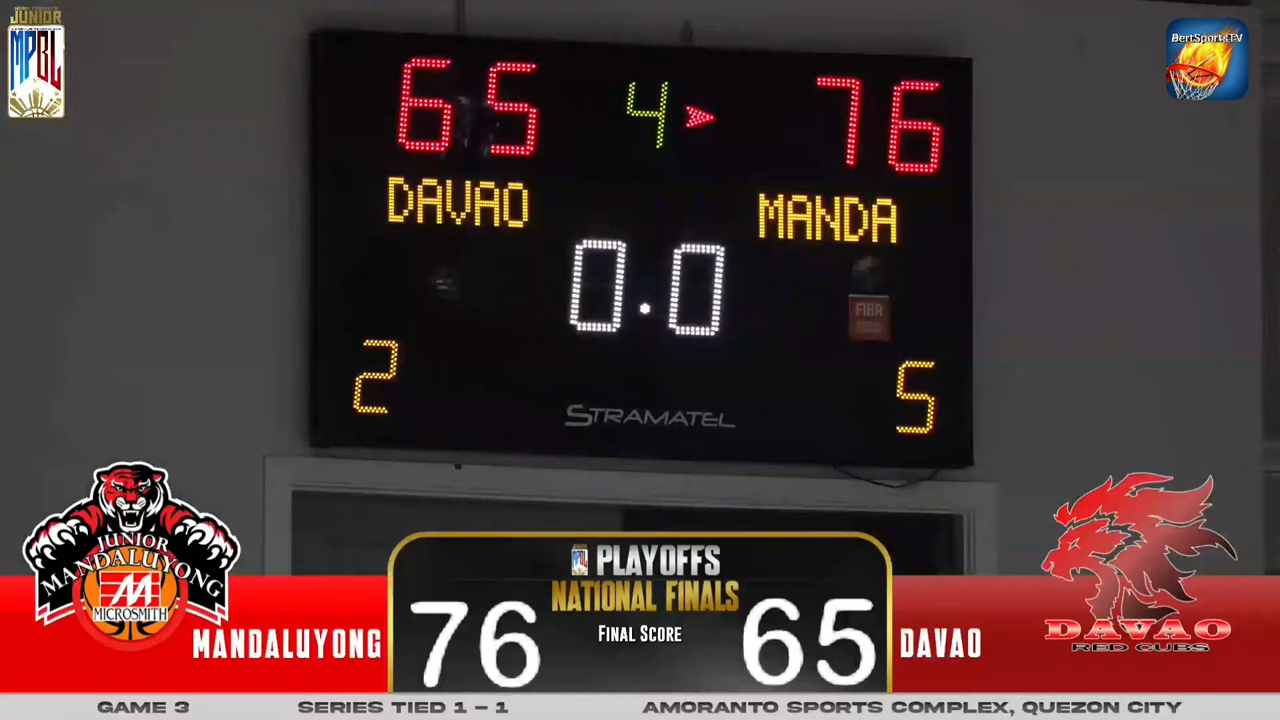 JUNIOR
MPBL
BertSportsTV
65 4 76
DAVAO MANDA
0.0
FIBA
2 5
STRAMATEL
JUNIOR
MANDALUYONG
MICROSMITH
PLAYOFFS
NATIONAL FINALS
MANDALUYONG 76 FINAL SCORE 65 DAVAO
DAVAO
RED CUBS
GAME 3 SERIES TIED 1 - 1 AMORANTO SPORTS COMPLEX, QUEZON CITY